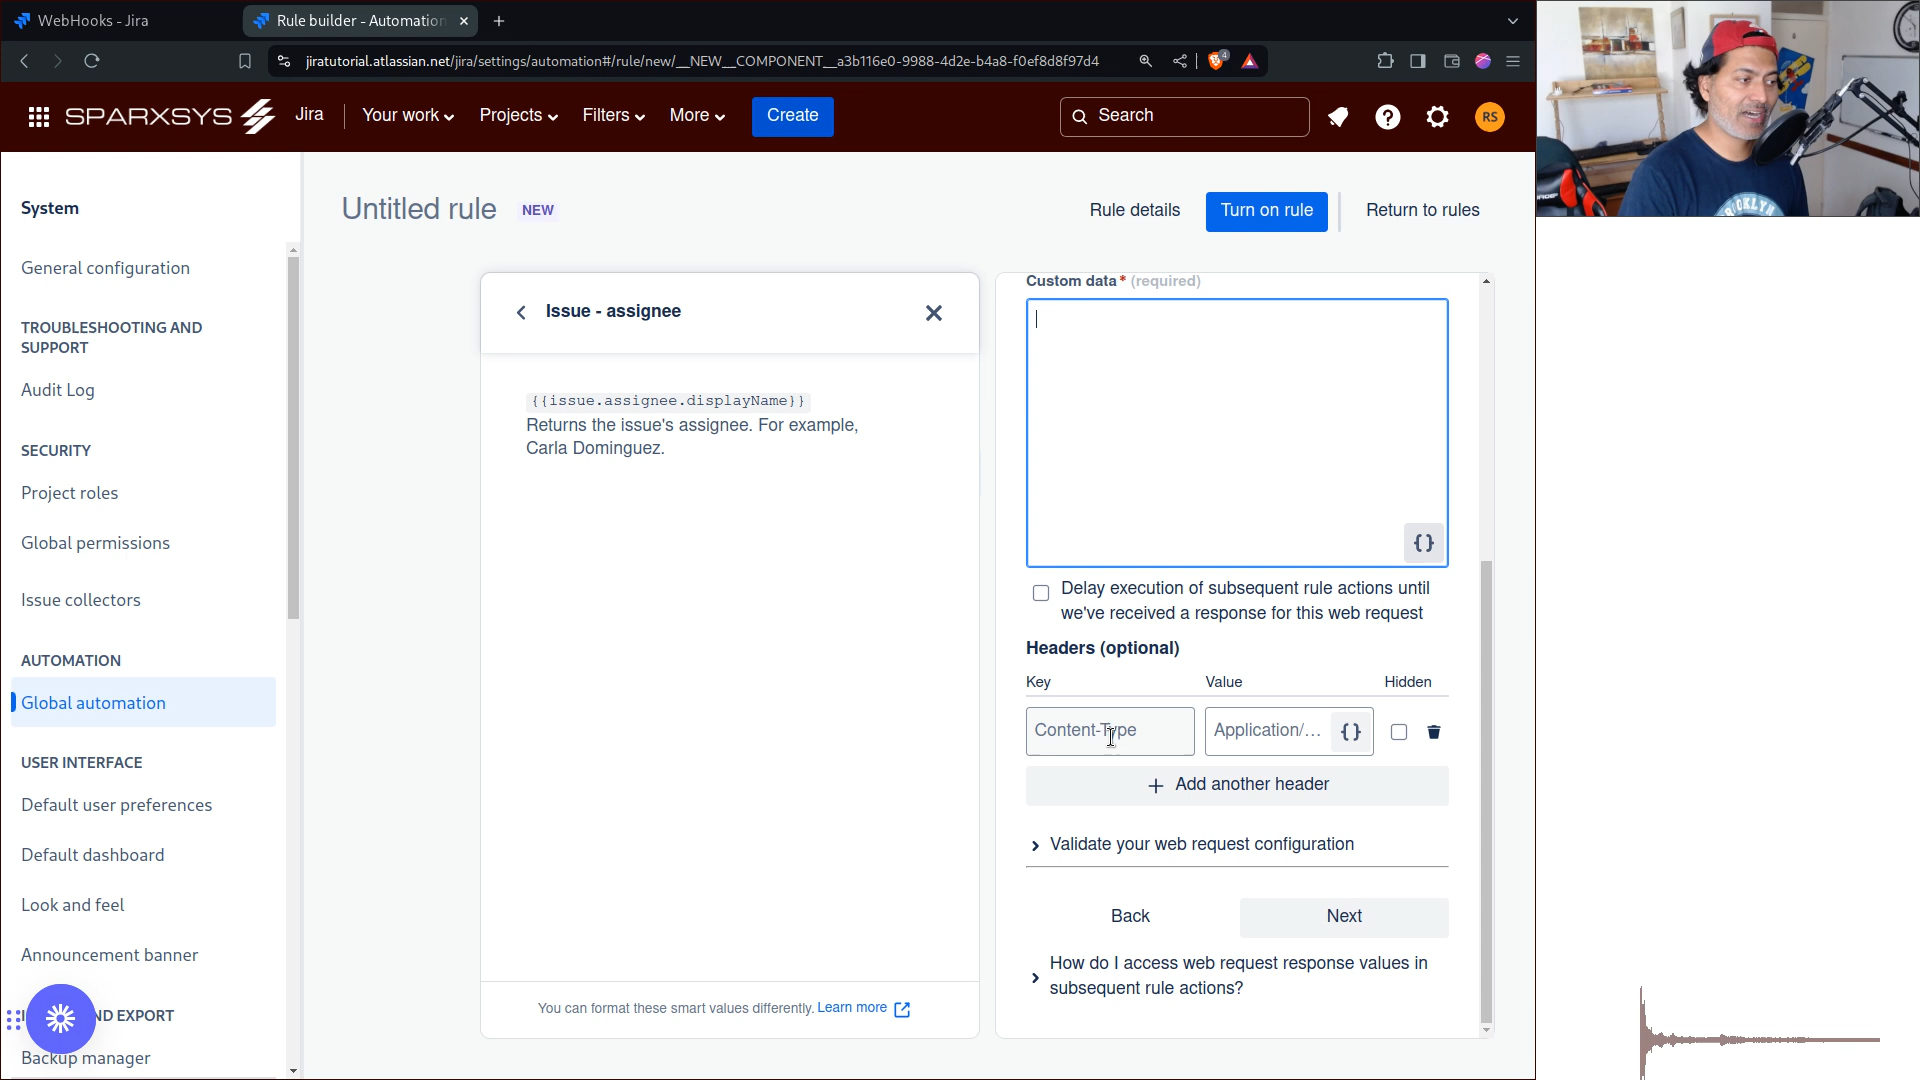 WebHooks - Jira
Rule builder - Automation
jiratutorial.atlassian.net/jira/settings/automation#/rule/new/__NEW__COMPONENT__a3b116e0-9988-4d2e-b4a8-f0ef8d8f97d4
4
SPARXSYS
Jira
Your work
Projects
Filters
More
Create
Search
RS
System
General configuration
TROUBLESHOOTING AND
SUPPORT
Audit Log
SECURITY
Project roles
Global permissions
Issue collectors
AUTOMATION
Global automation
USER INTERFACE
Default user preferences
Default dashboard
Look and feel
Announcement banner
ND EXPORT
Backup manager
Untitled rule
NEW
Rule details
Turn on rule
Return to rules
Issue - assignee
{{issue.assignee.displayName}}
Returns the issue's assignee. For example,
Carla Dominguez.
You can format these smart values differently. Learn more
Custom data* (required)
{}
Delay execution of subsequent rule actions until
we've received a response for this web request
Headers (optional)
Key
Value
Hidden
Content-Type
Application/...
{}
Add another header
Validate your web request configuration
Back
Next
How do I access web request response values in
subsequent rule actions?